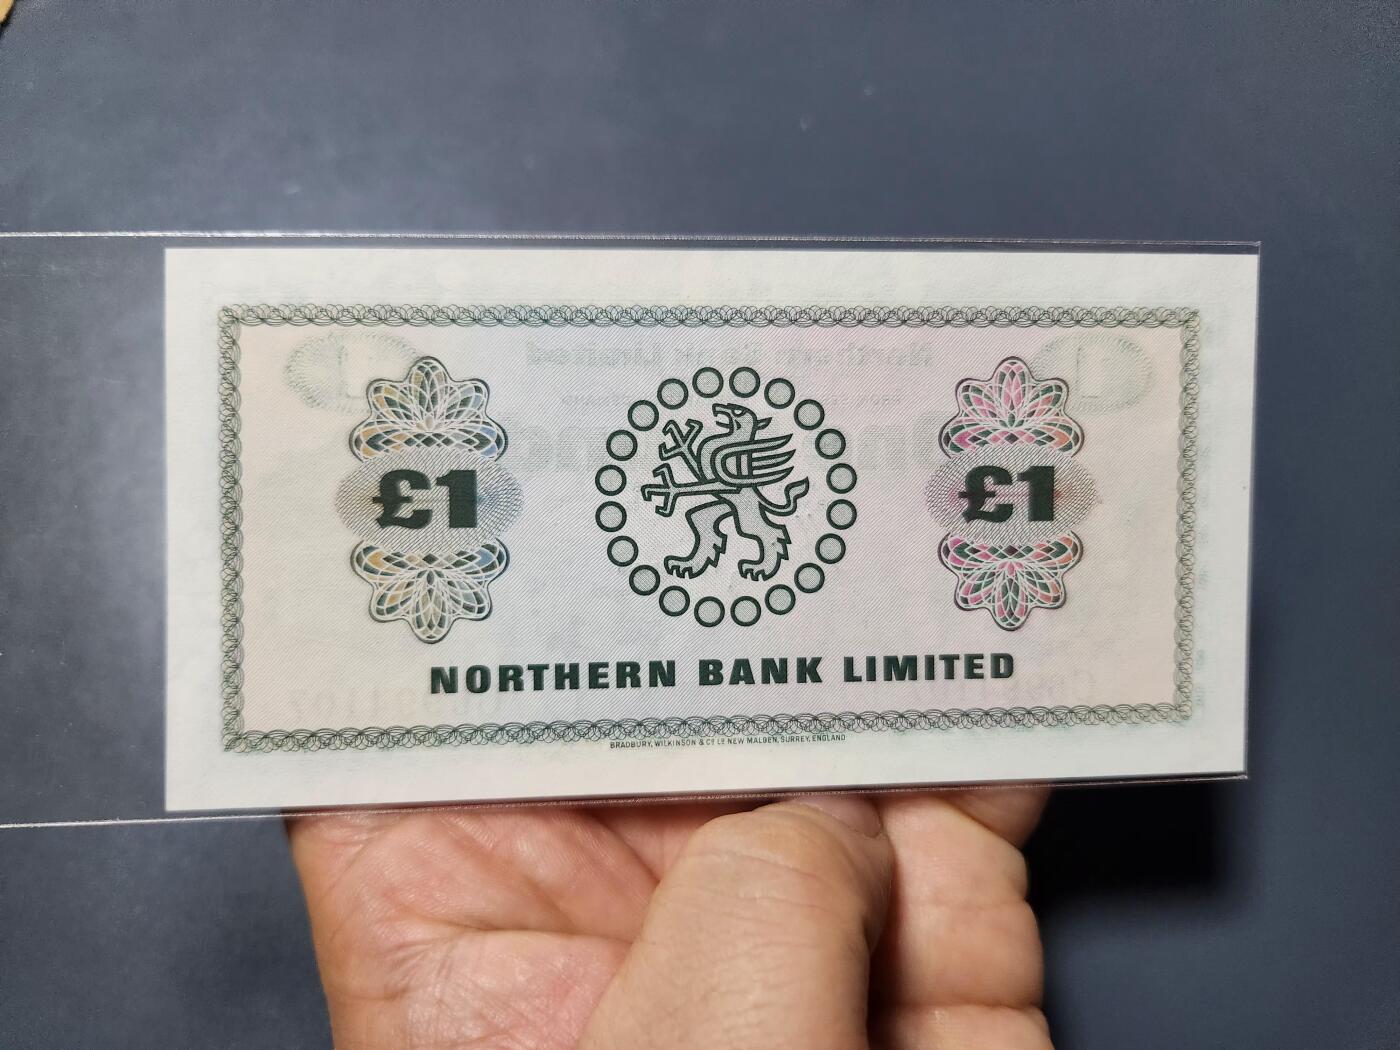 £1
£1
NORTHERN BANK LIMITED
BRADBURY, WILKINSON & Cº Lᴰ NEW MALDEN, SURREY, ENGLAND